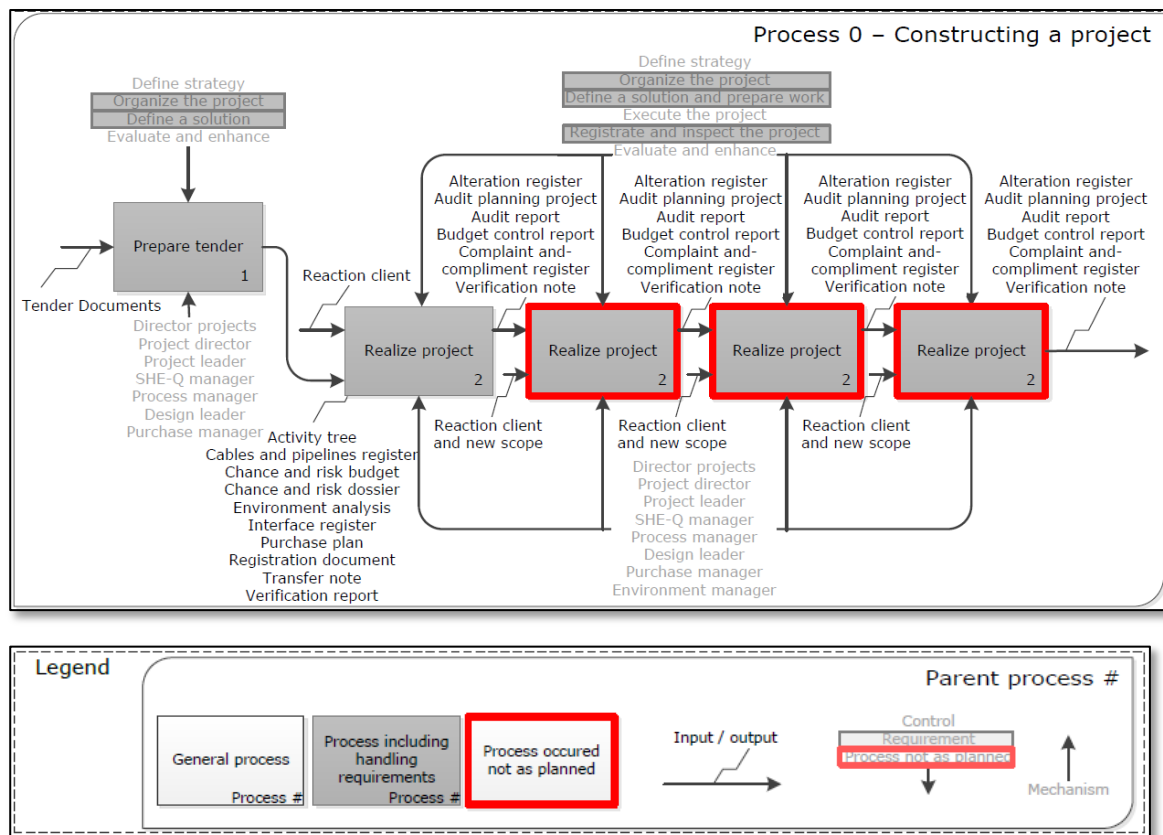 Process 0 – Constructing a project
Define strategy
Organize the project
Define a solution
Evaluate and enhance
Define strategy
Organize the project
Define a solution and prepare work
Execute the project
Registrate and inspect the project
Evaluate and enhance
Prepare tender
1
Tender Documents
Director projects
Project director
Project leader
SHE-Q manager
Process manager
Design leader
Purchase manager
Reaction client
Alteration register
Audit planning project
Audit report
Budget control report
Complaint and-
compliment register
Verification note
Alteration register
Audit planning project
Audit report
Budget control report
Complaint and-
compliment register
Verification note
Alteration register
Audit planning project
Audit report
Budget control report
Complaint and-
compliment register
Verification note
Alteration register
Audit planning project
Audit report
Budget control report
Complaint and-
compliment register
Verification note
Realize project
2
Realize project
2
Realize project
2
Realize project
2
Activity tree
Cables and pipelines register
Chance and risk budget
Chance and risk dossier
Environment analysis
Interface register
Purchase plan
Registration document
Transfer note
Verification report
Reaction client
and new scope
Reaction client
and new scope
Reaction client
and new scope
Director projects
Project director
Project leader
SHE-Q manager
Process manager
Design leader
Purchase manager
Environment manager
Legend
Parent process #
General process
Process #
Process including
handling
requirements
Process #
Process occured
not as planned
Input / output
Control
Requirement
Process not as planned
Mechanism